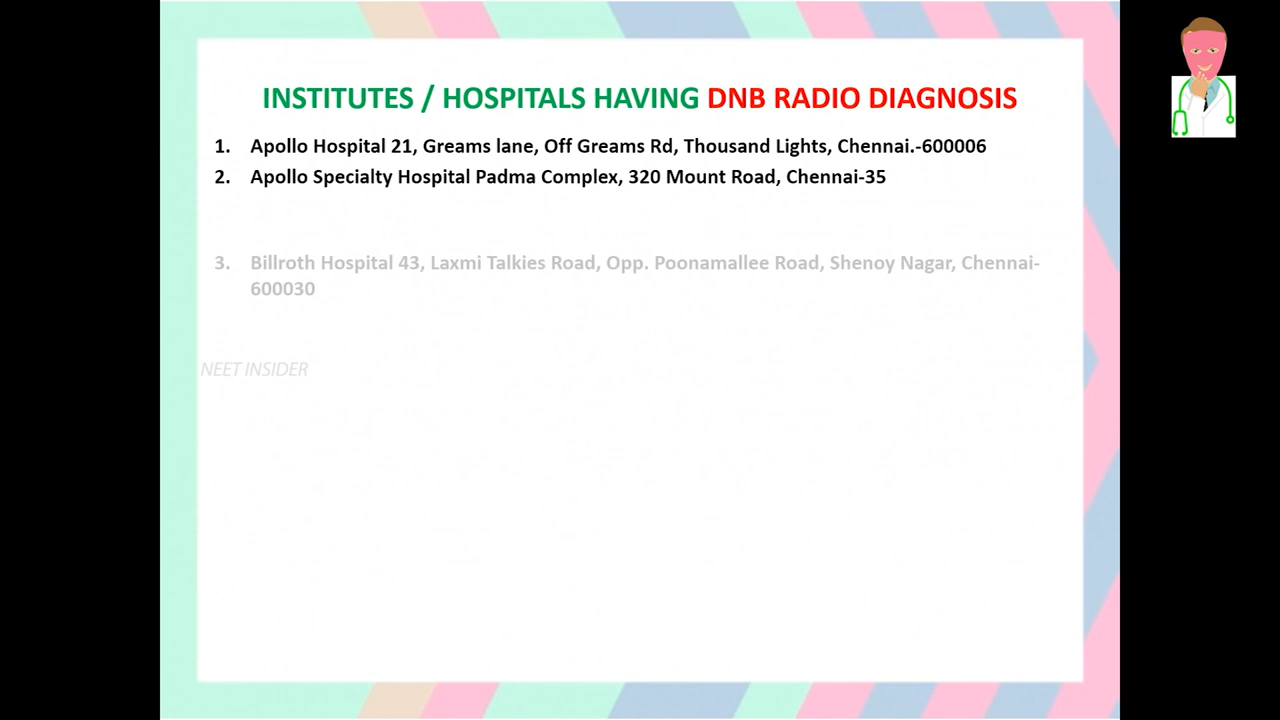 INSTITUTES / HOSPITALS HAVING DNB RADIO DIAGNOSIS
1. Apollo Hospital 21, Greams lane, Off Greams Rd, Thousand Lights, Chennai.-600006
2. Apollo Specialty Hospital Padma Complex, 320 Mount Road, Chennai-35
3. Billroth Hospital 43, Laxmi Talkies Road, Opp. Poonamallee Road, Shenoy Nagar, Chennai-
600030
NEET INSIDER